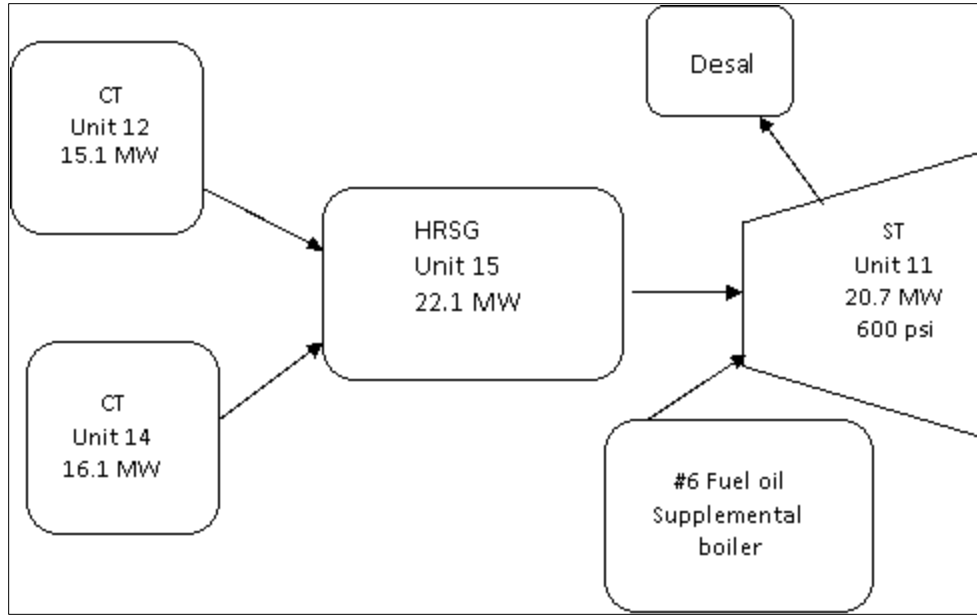 CT
Unit 12
15.1 MW
Desal
HRSG
Unit 15
22.1 MW
ST
Unit 11
20.7 MW
600 psi
CT
Unit 14
16.1 MW
#6 Fuel oil
Supplemental
boiler